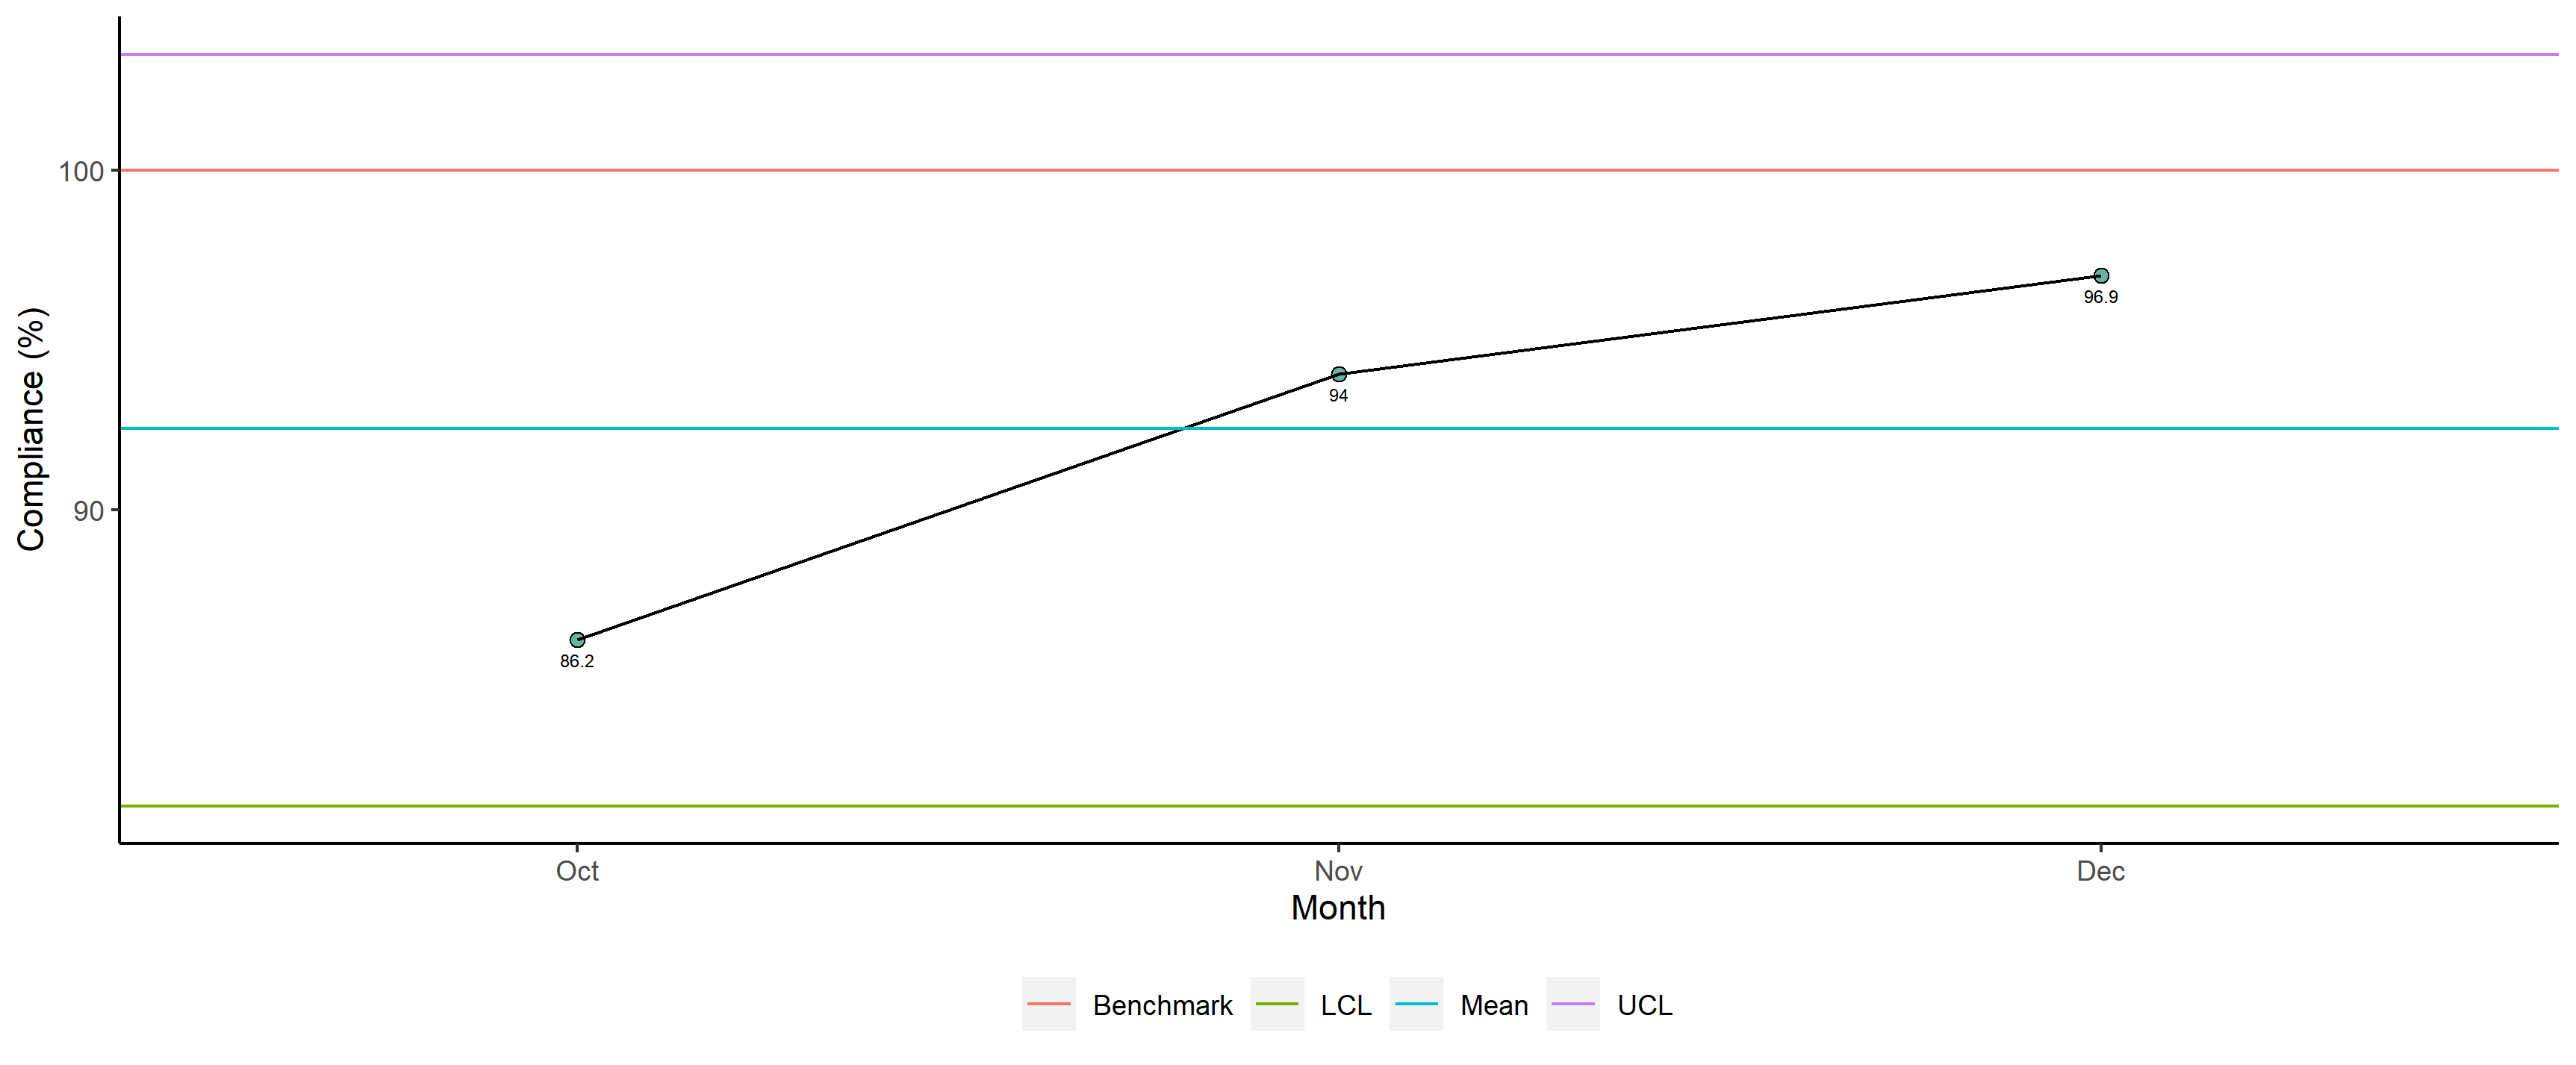 Compliance (%)
100
90
96.9
94
86.2
Oct Nov Dec
Month
Benchmark LCL Mean UCL